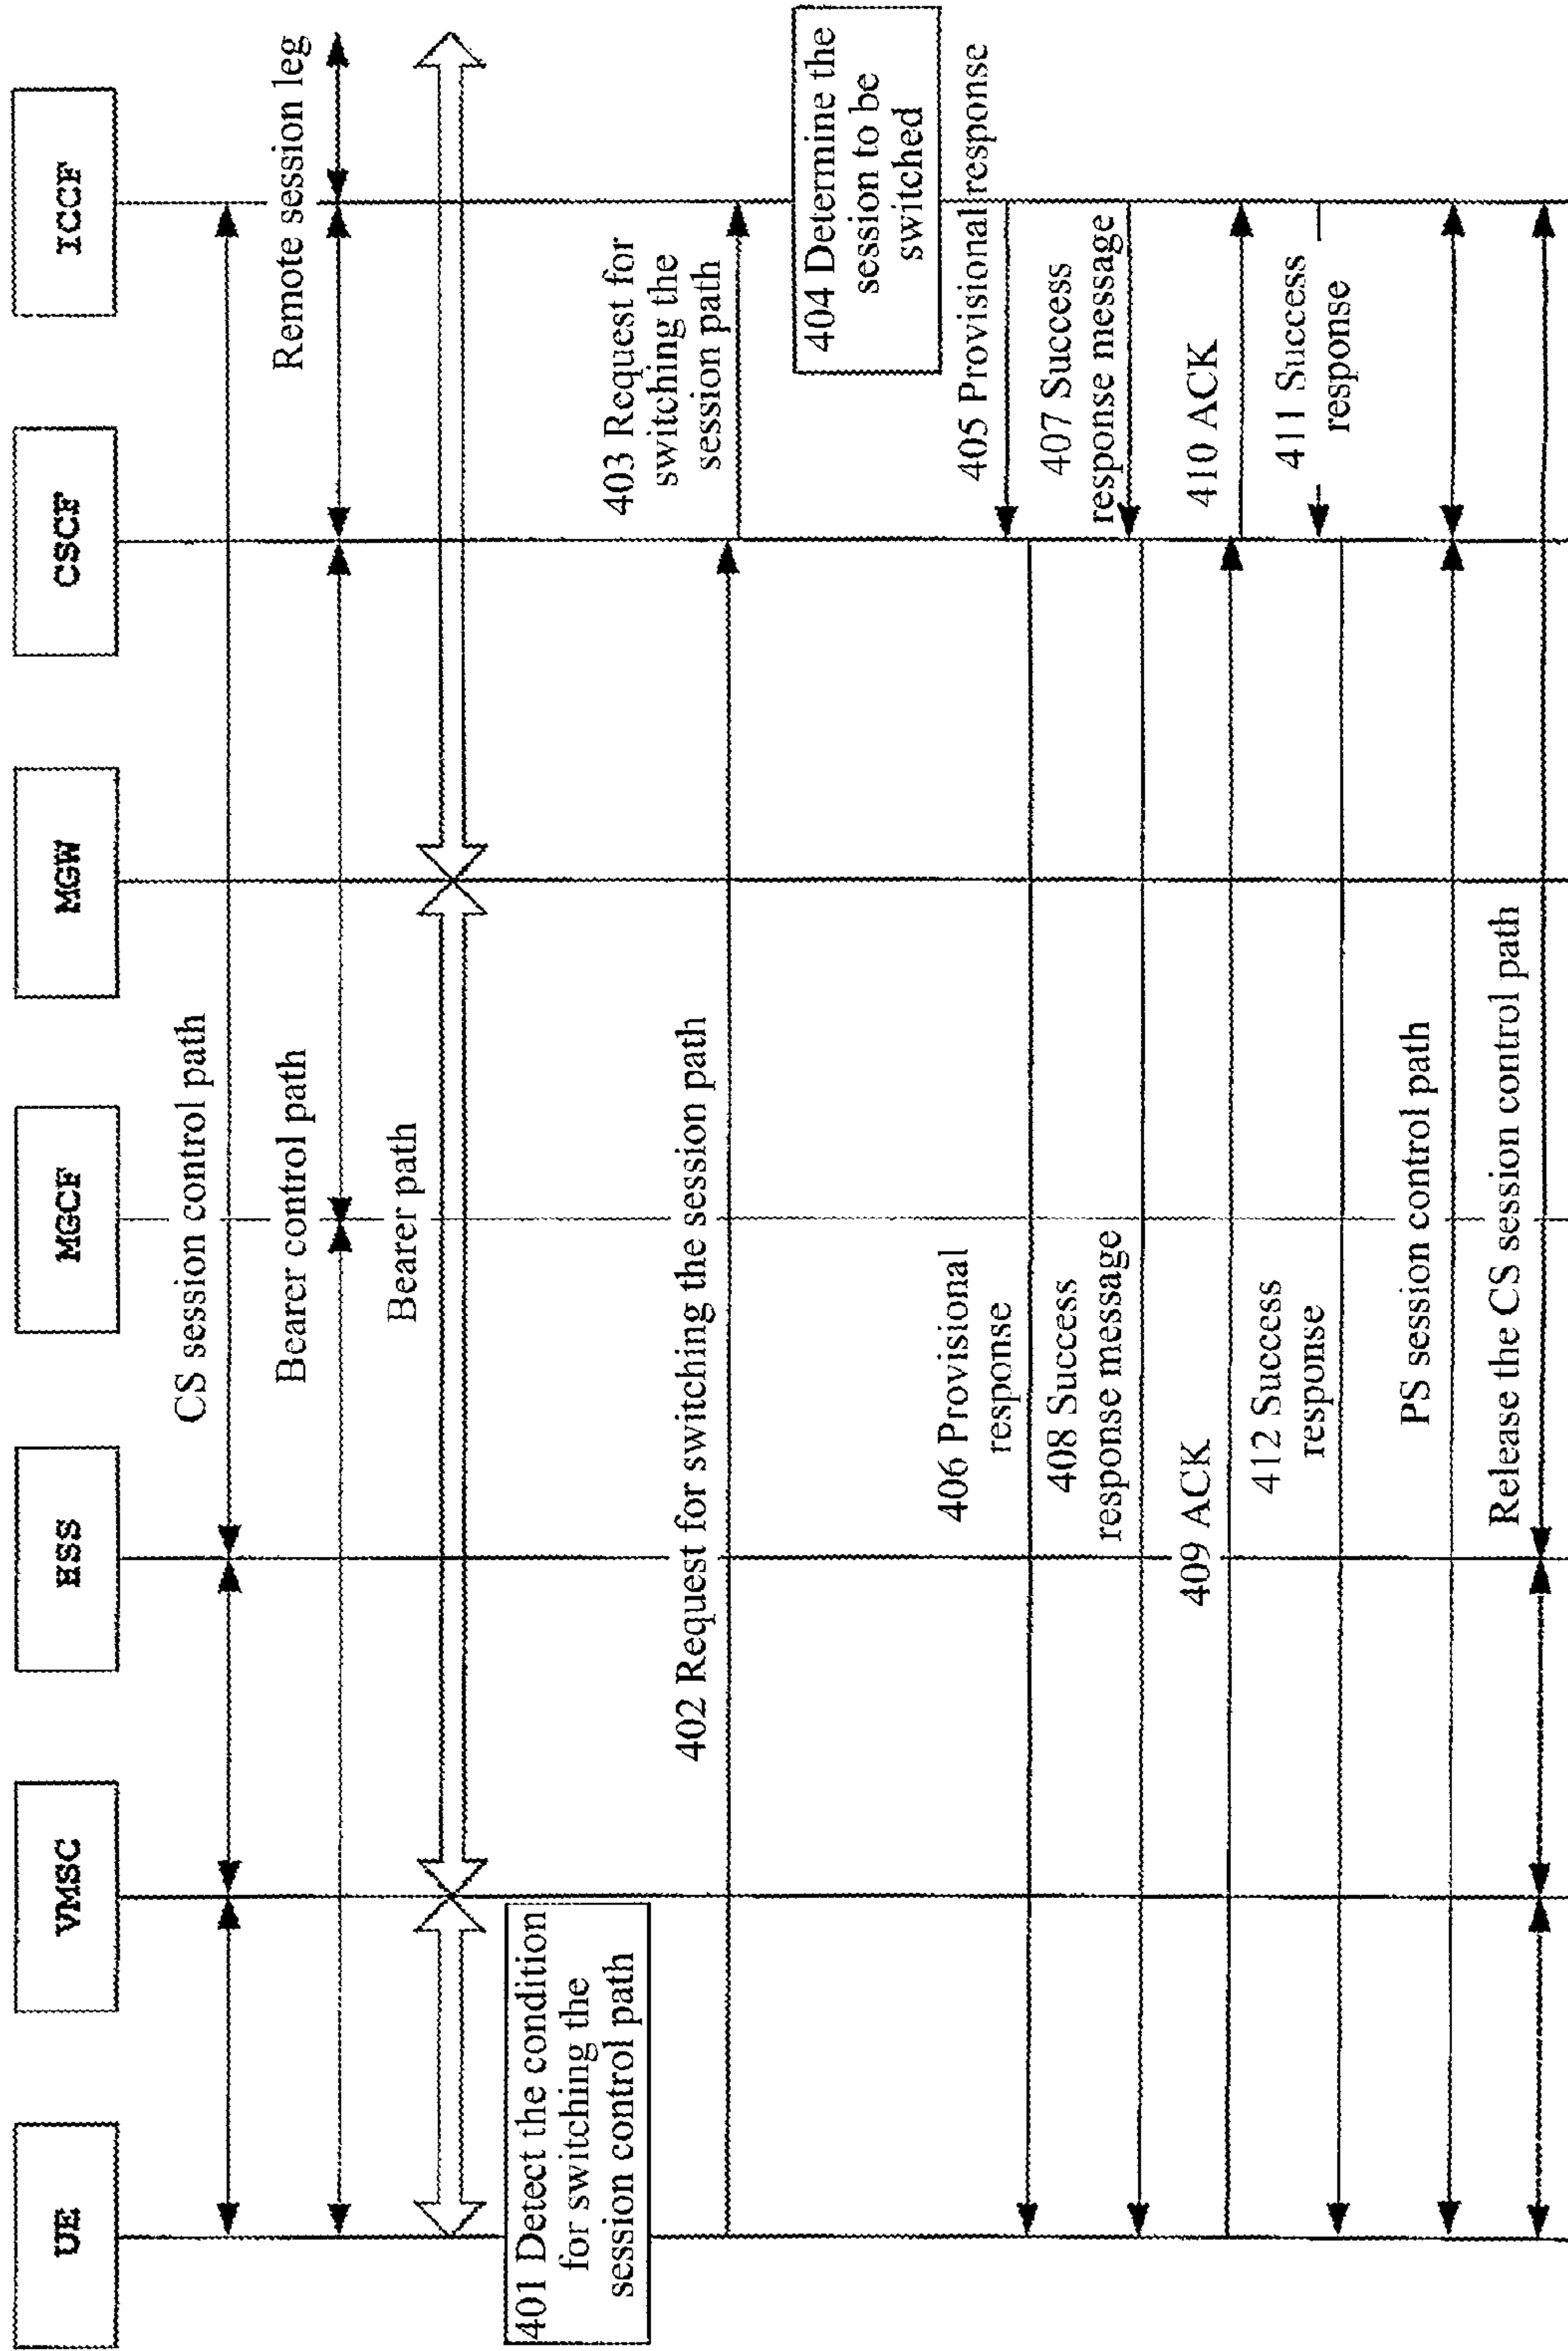 UE
VMSC
HSS
MGCF
MGW
CSCF
ICCF
CS session control path
Remote session leg
Bearer control path
Bearer path
401 Detect the condition
for switching the
session control path
402 Request for switching the session path
403 Request for
switching the
session path
404 Determine the
session to be
switched
405 Provisional response
406 Provisional
response
407 Success
response message
408 Success
response message
409 ACK
410 ACK
411 Success
response
412 Success
response
PS session control path
Release the CS session control path